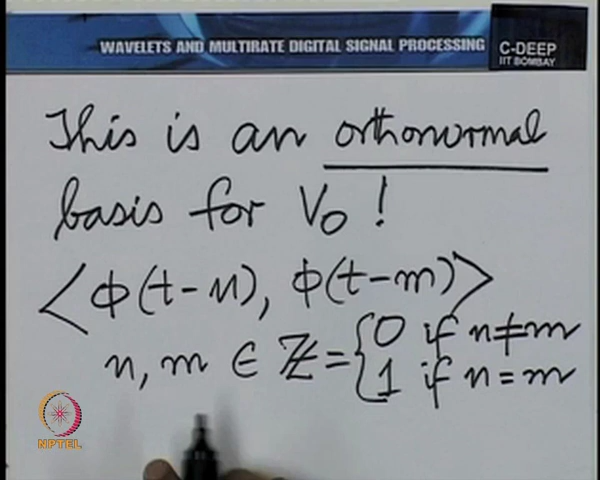 WAVELETS AND MULTIRATE DIGITAL SIGNAL PROCESSING
C-DEEP
IIT BOMBAY
This is an orthonormal
basis for V₀ !
<ϕ(t-n), ϕ(t-m)>
n, m ∈ ℤ = {0 if n≠m
1 if n=m
NPTEL